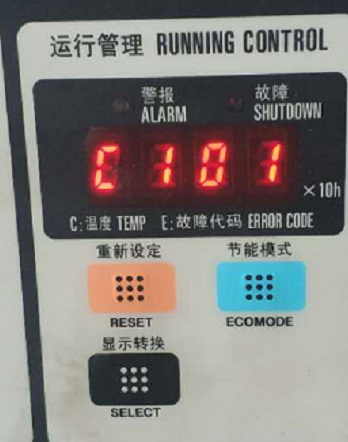 运行管理 RUNNING CONTROL
警报 故障
ALARM SHUTDOWN
C 101
×10h
C:温度 TEMP E:故障代码 ERROR CODE
重新设定 节能模式
RESET ECOMODE
显示转换
SELECT